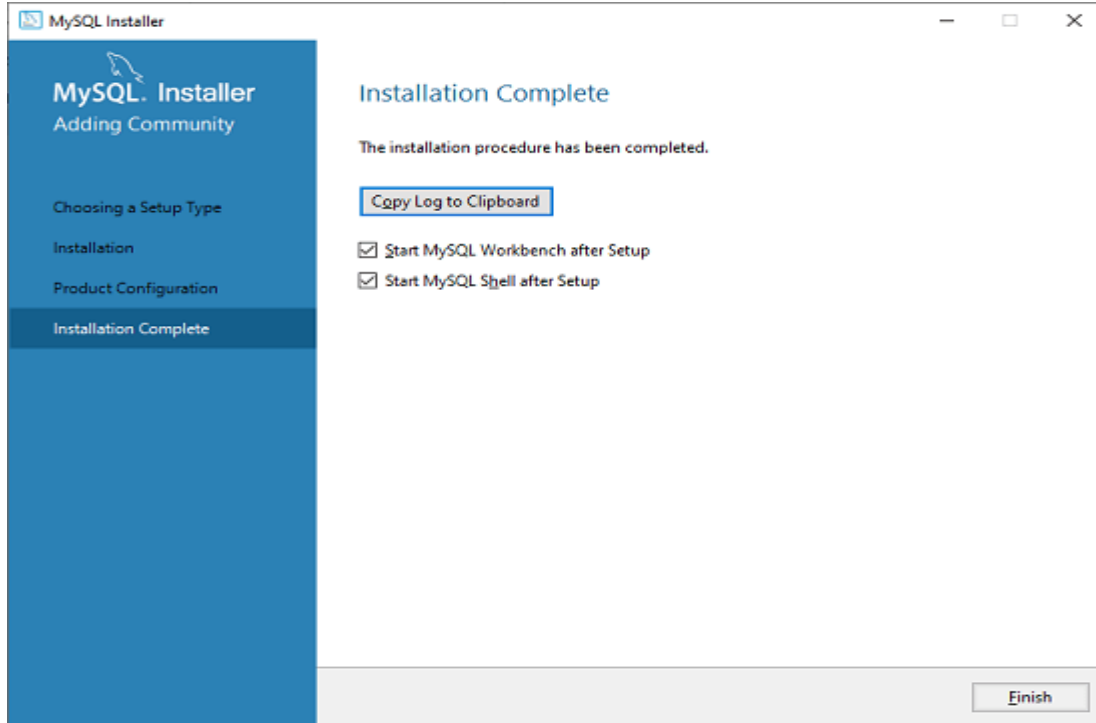 MySQL Installer
MySQL. Installer
Adding Community
Choosing a Setup Type
Installation
Product Configuration
Installation Complete
Installation Complete
The installation procedure has been completed.
Copy Log to Clipboard
Start MySQL Workbench after Setup
Start MySQL Shell after Setup
Finish